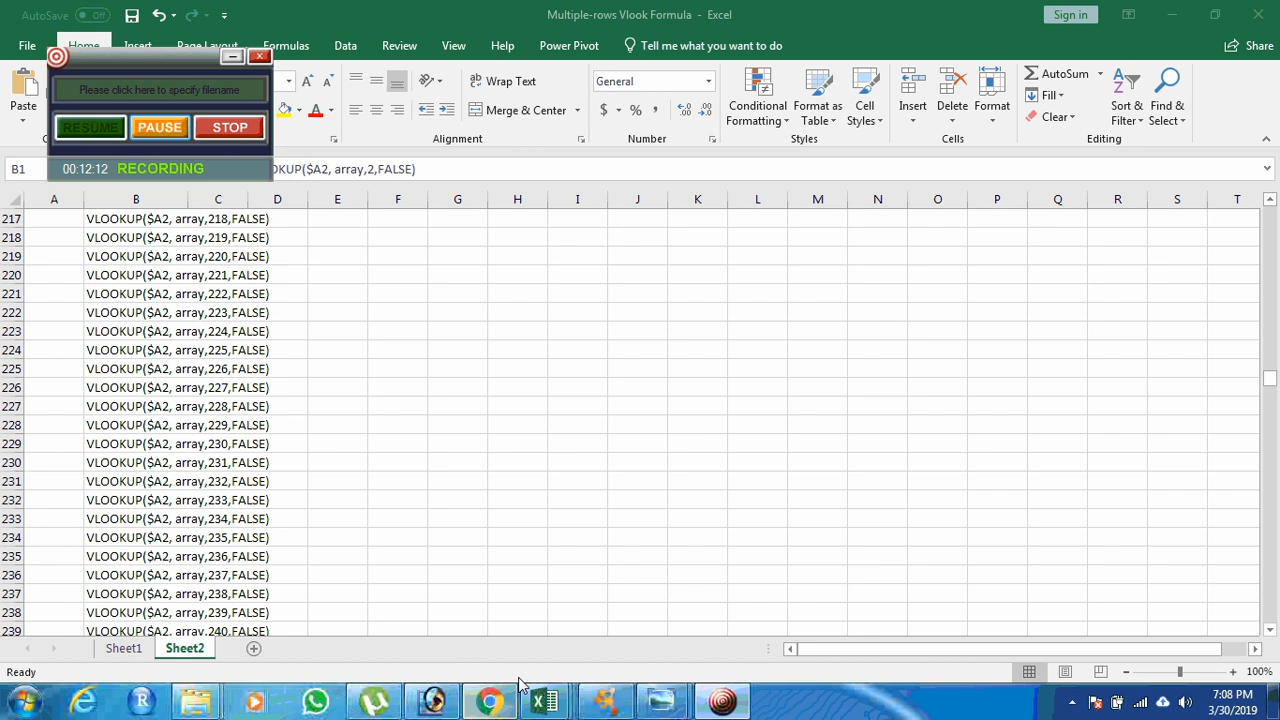 AutoSave Off Multiple-rows Vlook Formula - Excel Sign in
File Home Insert Page Layout Formulas Data Review View Help Power Pivot Tell me what you want to do Share
Please click here to specify filename
RESUME PAUSE STOP
00:12:12 RECORDING
Paste Wrap Text General Conditional Formatting Format as Table Cell Styles Insert Delete Format AutoSum Sort & Filter Find & Select
Merge & Center $ % Fill
Clear
Alignment Number Styles Cells Editing
B1 OKUP($A2, array,2,FALSE)
A B C D E F G H I J K L M N O P Q R S T
217 VLOOKUP($A2, array,218,FALSE)
218 VLOOKUP($A2, array,219,FALSE)
219 VLOOKUP($A2, array,220,FALSE)
220 VLOOKUP($A2, array,221,FALSE)
221 VLOOKUP($A2, array,222,FALSE)
222 VLOOKUP($A2, array,223,FALSE)
223 VLOOKUP($A2, array,224,FALSE)
224 VLOOKUP($A2, array,225,FALSE)
225 VLOOKUP($A2, array,226,FALSE)
226 VLOOKUP($A2, array,227,FALSE)
227 VLOOKUP($A2, array,228,FALSE)
228 VLOOKUP($A2, array,229,FALSE)
229 VLOOKUP($A2, array,230,FALSE)
230 VLOOKUP($A2, array,231,FALSE)
231 VLOOKUP($A2, array,232,FALSE)
232 VLOOKUP($A2, array,233,FALSE)
233 VLOOKUP($A2, array,234,FALSE)
234 VLOOKUP($A2, array,235,FALSE)
235 VLOOKUP($A2, array,236,FALSE)
236 VLOOKUP($A2, array,237,FALSE)
237 VLOOKUP($A2, array,238,FALSE)
238 VLOOKUP($A2, array,239,FALSE)
239 VLOOKUP($A2, array,240,FALSE)
Sheet1 Sheet2
Ready 100%
7:08 PM
3/30/2019